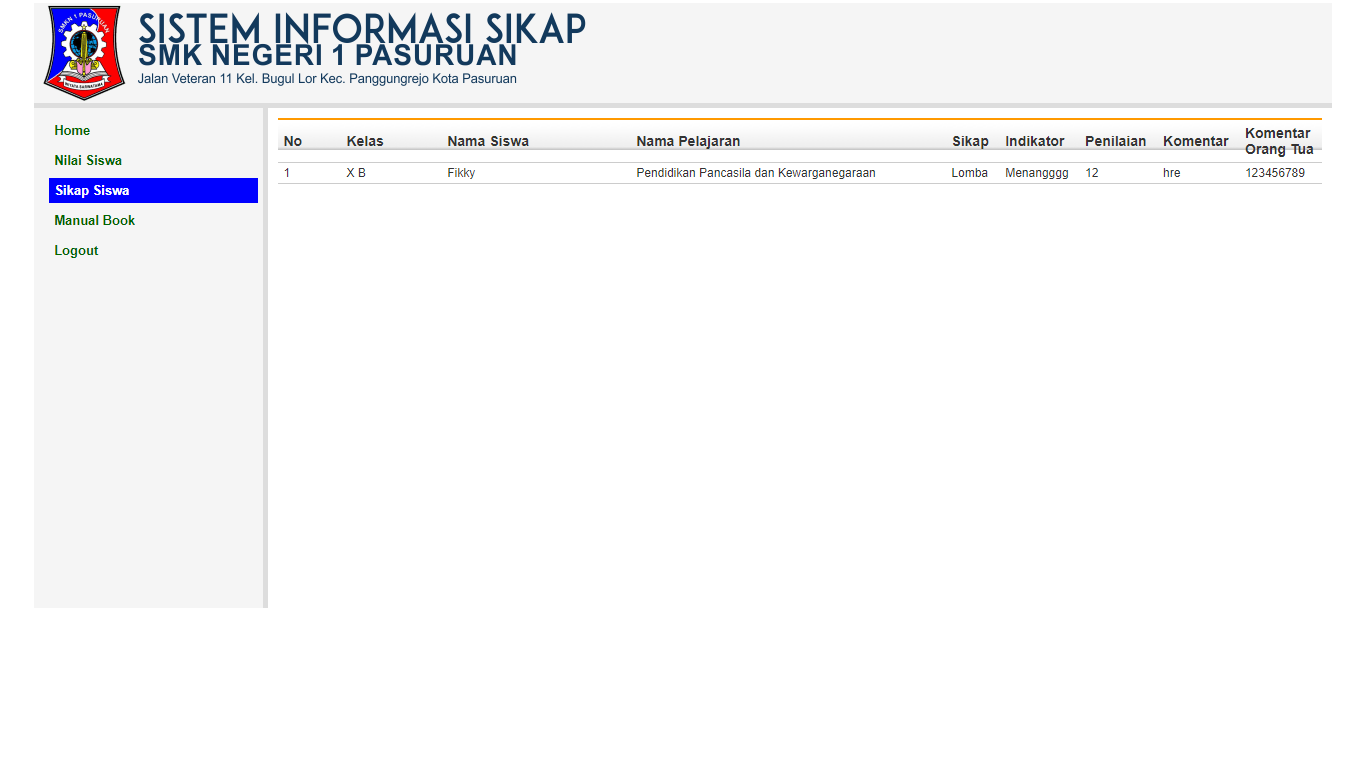 SMKN 1 PASURUAN
WIYATA SARWATAMA
SISTEM INFORMASI SIKAP
SMK NEGERI 1 PASURUAN
Jalan Veteran 11 Kel. Bugul Lor Kec. Panggungrejo Kota Pasuruan
Home
Nilai Siswa
Sikap Siswa
Manual Book
Logout
No Kelas Nama Siswa Nama Pelajaran Sikap Indikator Penilaian Komentar Komentar Orang Tua
1 X B Fikky Pendidikan Pancasila dan Kewarganegaraan Lomba Menangggg 12 hre 123456789